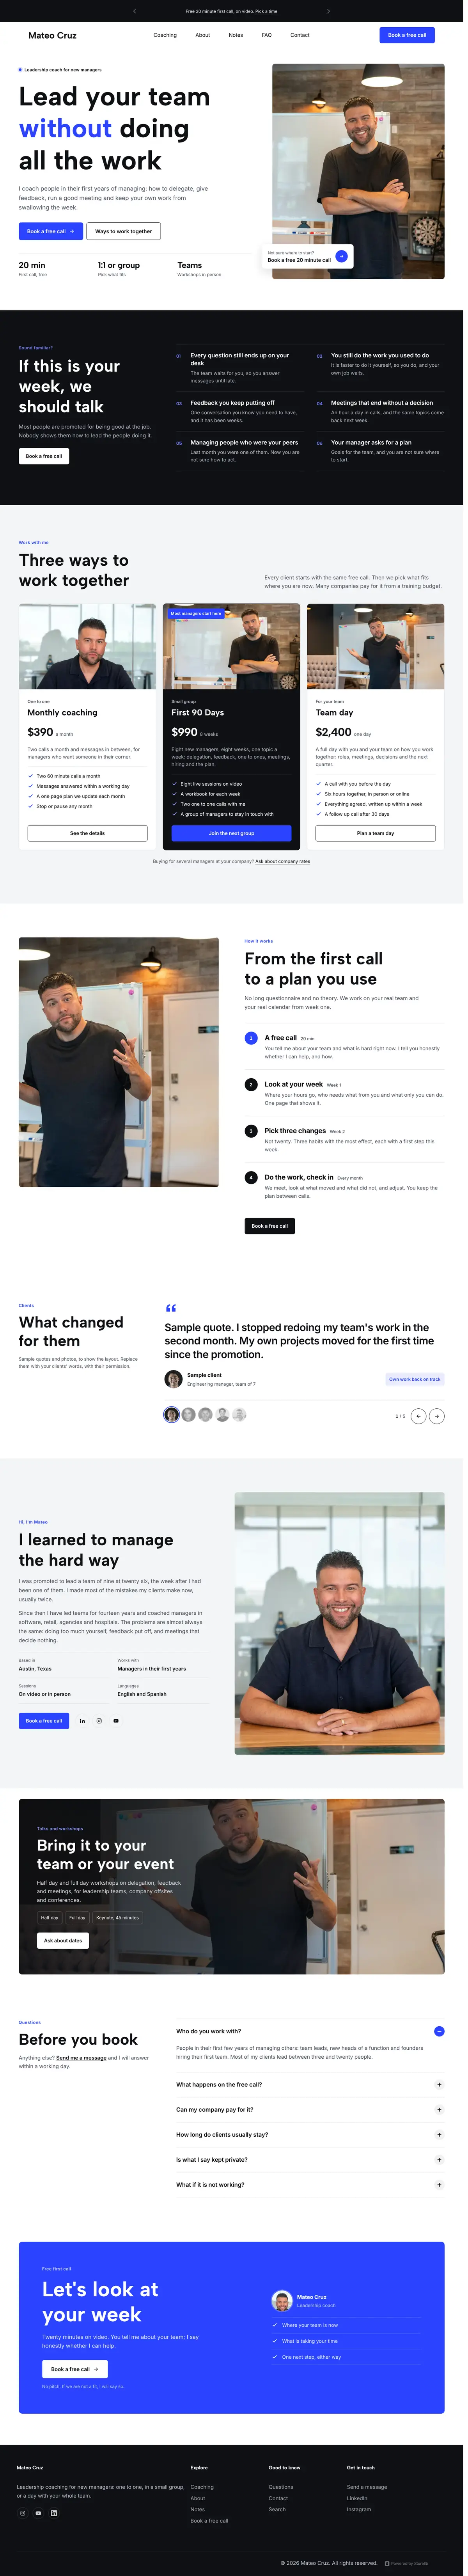 Free 20 minute first call, on video. Pick a time
Mateo Cruz
Coaching
About
Notes
FAQ
Contact
Book a free call
Leadership coach for new managers
Lead your team
without doing
all the work
I coach people in their first years of managing: how to delegate, give
feedback, run a good meeting and keep your own work from
swallowing the week.
Book a free call
Ways to work together
20 min
First call, free
1:1 or group
Pick what fits
Teams
Workshops in person
Not sure where to start?
Book a free 20 minute call
Sound familiar?
If this is your
week, we
should talk
Most people are promoted for being good at the job.
Nobody shows them how to lead the people doing it.
Book a free call
01
Every question still ends up on your
desk
The team waits for you, so you answer
messages until late.
02
You still do the work you used to do
It is faster to do it yourself, so you do, and your
own job waits.
03
Feedback you keep putting off
One conversation you know you need to have,
and it has been weeks.
04
Meetings that end without a decision
An hour a day in calls, and the same topics come
back next week.
05
Managing people who were your peers
Last month you were one of them. Now you are
not sure how to act.
06
Your manager asks for a plan
Goals for the team, and you are not sure where
to start.
Work with me
Three ways to
work together
Every client starts with the same free call. Then we pick what fits
where you are now. Many companies pay for it from a training budget.
One to one
Monthly coaching
$390 a month
Two calls a month and messages in between, for
managers who want someone in their corner.
Two 60 minute calls a month
Messages answered within a working day
A one page plan we update each month
Stop or pause any month
See the details
Most managers start here
Small group
First 90 Days
$990 8 weeks
Eight new managers, eight weeks, one topic a
week: delegation, feedback, one to ones, meetings,
hiring and the plan.
Eight live sessions on video
A workbook for each week
Two one to one calls with me
A group of managers to stay in touch with
Join the next group
For your team
Team day
$2,400 one day
A full day with you and your team on how you work
together: roles, meetings, decisions and the next
quarter.
A call with you before the day
Six hours together, in person or online
Everything agreed, written up within a week
A follow up call after 30 days
Plan a team day
Buying for several managers at your company? Ask about company rates
How it works
From the first call
to a plan you use
No long questionnaire and no theory. We work on your real team and
your real calendar from week one.
1
A free call 20 min
You tell me about your team and what is hard right now. I tell you honestly
whether I can help, and how.
2
Look at your week Week 1
Where your hours go, who needs what from you and what only you can do.
One page that shows it.
3
Pick three changes Week 2
Not twenty. Three habits with the most effect, each with a first step this
week.
4
Do the work, check in Every month
We meet, look at what moved and what did not, and adjust. You keep the
plan between calls.
Book a free call
Clients
What changed
for them
Sample quotes and photos, to show the layout. Replace
them with your clients' words, with their permission.
Sample quote. I stopped redoing my team's work in the
second month. My own projects moved for the first time
since the promotion.
Sample client
Engineering manager, team of 7
Own work back on track
1 / 5
Hi, I'm Mateo
I learned to manage
the hard way
I was promoted to lead a team of nine at twenty six, the week after I had
been one of them. I made most of the mistakes my clients make now,
usually twice.
Since then I have led teams for fourteen years and coached managers in
software, retail, agencies and hospitals. The problems are almost always
the same: doing too much yourself, feedback put off, and meetings that
decide nothing.
Based in
Austin, Texas
Works with
Managers in their first years
Sessions
On video or in person
Languages
English and Spanish
Book a free call
Talks and workshops
Bring it to your
team or your event
Half day and full day workshops on delegation, feedback
and meetings, for leadership teams, company offsites
and conferences.
Half day
Full day
Keynote, 45 minutes
Ask about dates
Questions
Before you book
Anything else? Send me a message and I will answer
within a working day.
Who do you work with?
People in their first few years of managing others: team leads, new heads of a function and founders
hiring their first team. Most of my clients lead between three and twenty people.
What happens on the free call?
Can my company pay for it?
How long do clients usually stay?
Is what I say kept private?
What if it is not working?
Free first call
Let's look at
your week
Twenty minutes on video. You tell me about your team; I say
honestly whether I can help.
Book a free call
No pitch. If we are not a fit, I will say so.
Mateo Cruz
Leadership coach
Where your team is now
What is taking your time
One next step, either way
Mateo Cruz
Leadership coaching for new managers: one to one, in a small group,
or a day with your whole team.
Explore
Coaching
About
Notes
Book a free call
Good to know
Questions
Contact
Search
Get in touch
Send a message
LinkedIn
Instagram
© 2026 Mateo Cruz. All rights reserved.